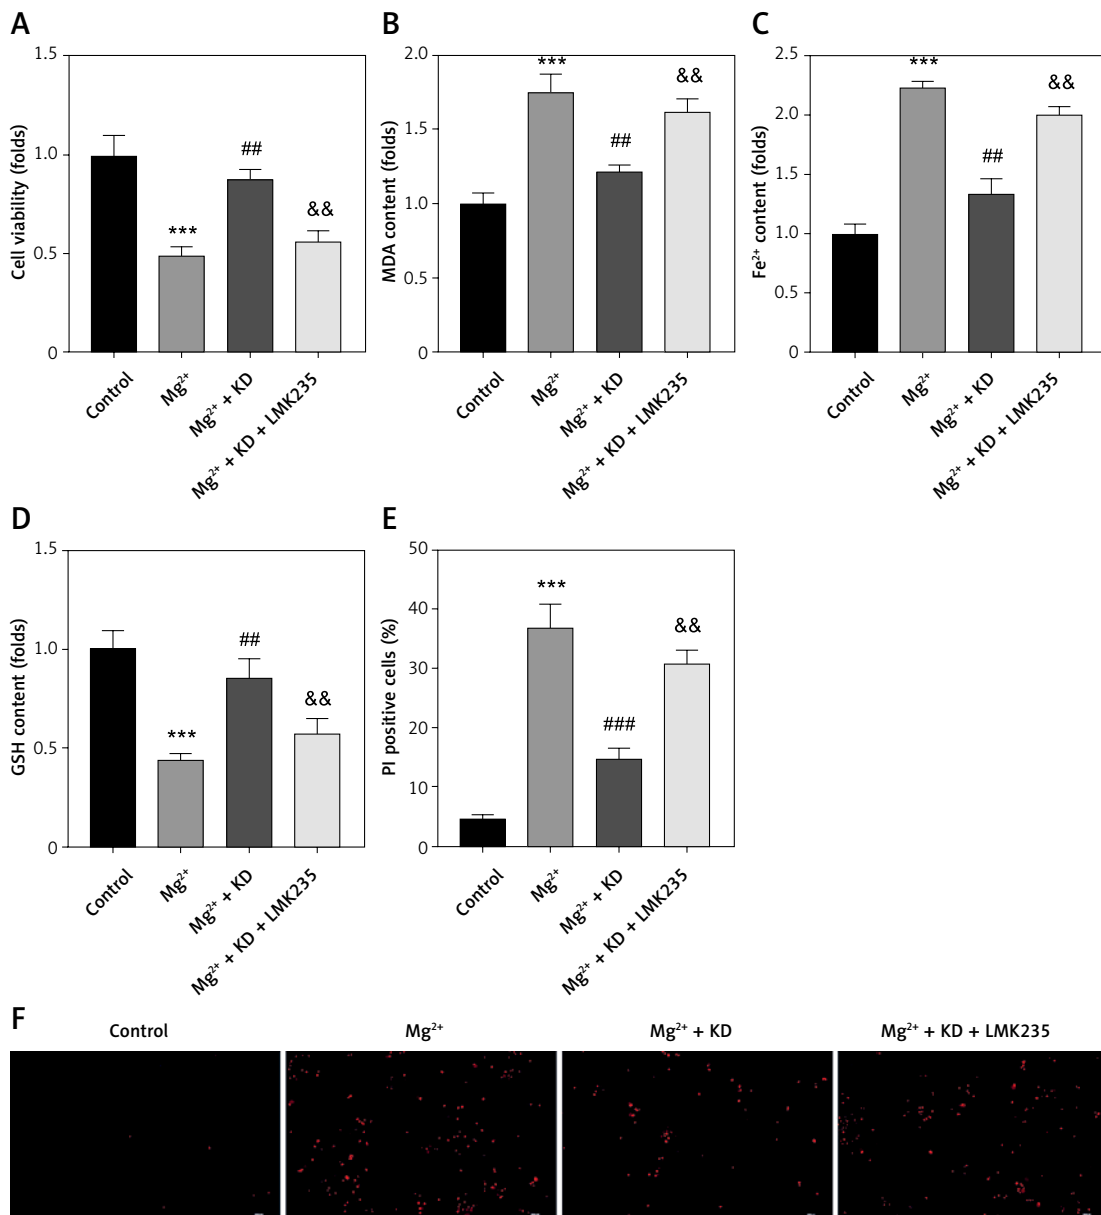 A
Cell viability (folds)
1.5
1.0
0.5
0
***
##
&&
Control
Mg²⁺
Mg²⁺ + KD
Mg²⁺ + KD + LMK235
B
MDA content (folds)
2.0
1.5
1.0
0.5
0
***
##
&&
Control
Mg²⁺
Mg²⁺ + KD
Mg²⁺ + KD + LMK235
C
Fe²⁺ content (folds)
2.5
2.0
1.5
1.0
0.5
0
***
##
&&
Control
Mg²⁺
Mg²⁺ + KD
Mg²⁺ + KD + LMK235
D
GSH content (folds)
1.5
1.0
0.5
0
***
##
&&
Control
Mg²⁺
Mg²⁺ + KD
Mg²⁺ + KD + LMK235
E
PI positive cells (%)
50
40
30
20
10
0
***
###
&&
Control
Mg²⁺
Mg²⁺ + KD
Mg²⁺ + KD + LMK235
F
Control
Mg²⁺
Mg²⁺ + KD
Mg²⁺ + KD + LMK235